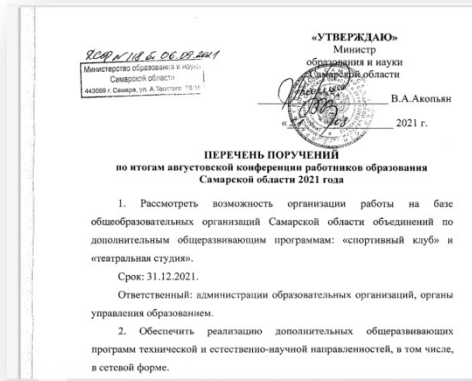 «УТВЕРЖДАЮ»
Министр
образования и науки
Самарской области
В.А.Акопьян
« 2021 г.
06.09.2021
Министерство образования и науки
Самарской области
443099 г. Самара, ул. А.Толстого
ПЕРЕЧЕНЬ ПОРУЧЕНИЙ
по итогам августовской конференции работников образования
Самарской области 2021 года
1. Рассмотреть возможность организации работы на базе
общеобразовательных организаций Самарской области объединений по
дополнительным общеразвивающим программам: «спортивный клуб» и
«театральная студия».
Срок: 31.12.2021.
Ответственный: администрации образовательных организаций, органы
управления образованием.
2. Обеспечить реализацию дополнительных общеразвивающих
программ технической и естественно-научной направленностей, в том числе,
в сетевой форме.